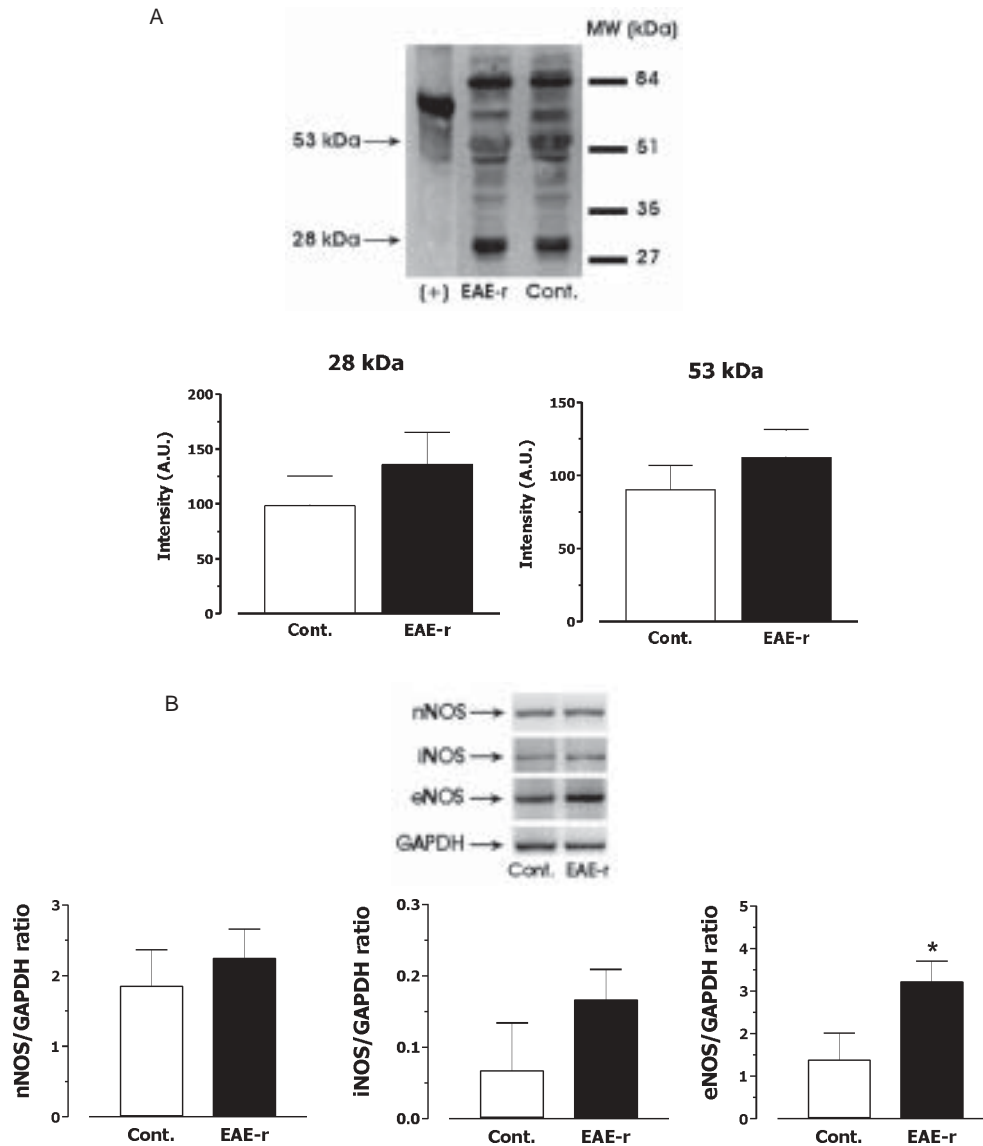 A
MW (kDa)
84
53 kDa
51
35
28 kDa
27
(+) EAE-r Cont.
28 kDa
200
150
100
50
0
Intensity (A.U.)
Cont. EAE-r
53 kDa
150
100
50
0
Intensity (A.U.)
Cont. EAE-r
B
nNOS
iNOS
eNOS
GAPDH
Cont. EAE-r
nNOS/GAPDH ratio
3
2
1
0
Cont. EAE-r
iNOS/GAPDH ratio
0.3
0.2
0.1
0.0
Cont. EAE-r
eNOS/GAPDH ratio
5
4
3
2
1
0
*
Cont. EAE-r